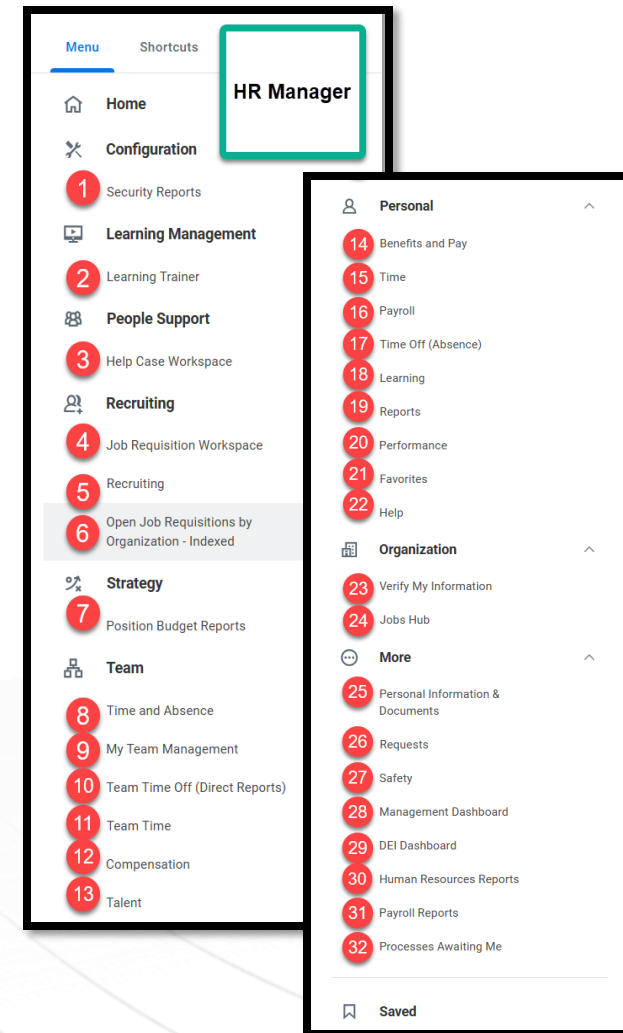 Menu
Shortcuts
HR Manager
Home
Configuration
1 Security Reports
Learning Management
2 Learning Trainer
People Support
3 Help Case Workspace
Recruiting
4 Job Requisition Workspace
5 Recruiting
6 Open Job Requisitions by
Organization - Indexed
Strategy
7 Position Budget Reports
Team
8 Time and Absence
9 My Team Management
10 Team Time Off (Direct Reports)
11 Team Time
12 Compensation
13 Talent
Personal
14 Benefits and Pay
15 Time
16 Payroll
17 Time Off (Absence)
18 Learning
19 Reports
20 Performance
21 Favorites
22 Help
Organization
23 Verify My Information
24 Jobs Hub
More
25 Personal Information &
Documents
26 Requests
27 Safety
28 Management Dashboard
29 DEI Dashboard
30 Human Resources Reports
31 Payroll Reports
32 Processes Awaiting Me
Saved